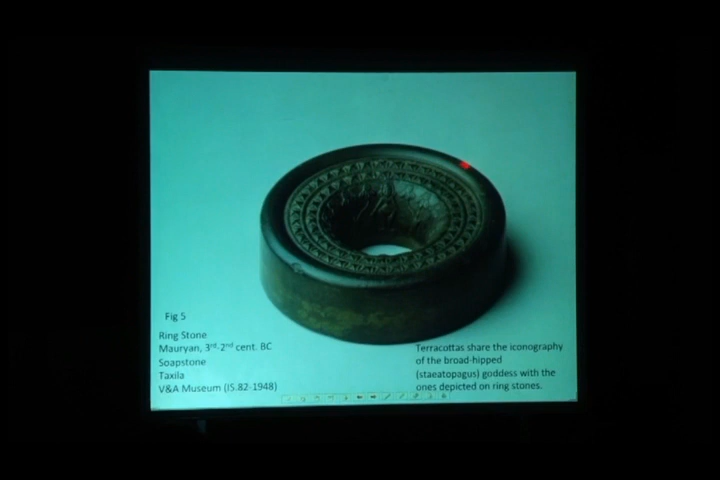 Fig 5
Ring Stone
Mauryan, 3rd-2nd cent. BC
Soapstone
Taxila
V&A Museum (IS.82-1948)
Terracottas share the iconography
of the broad-hipped
(staeatopagus) goddess with the
ones depicted on ring stones.